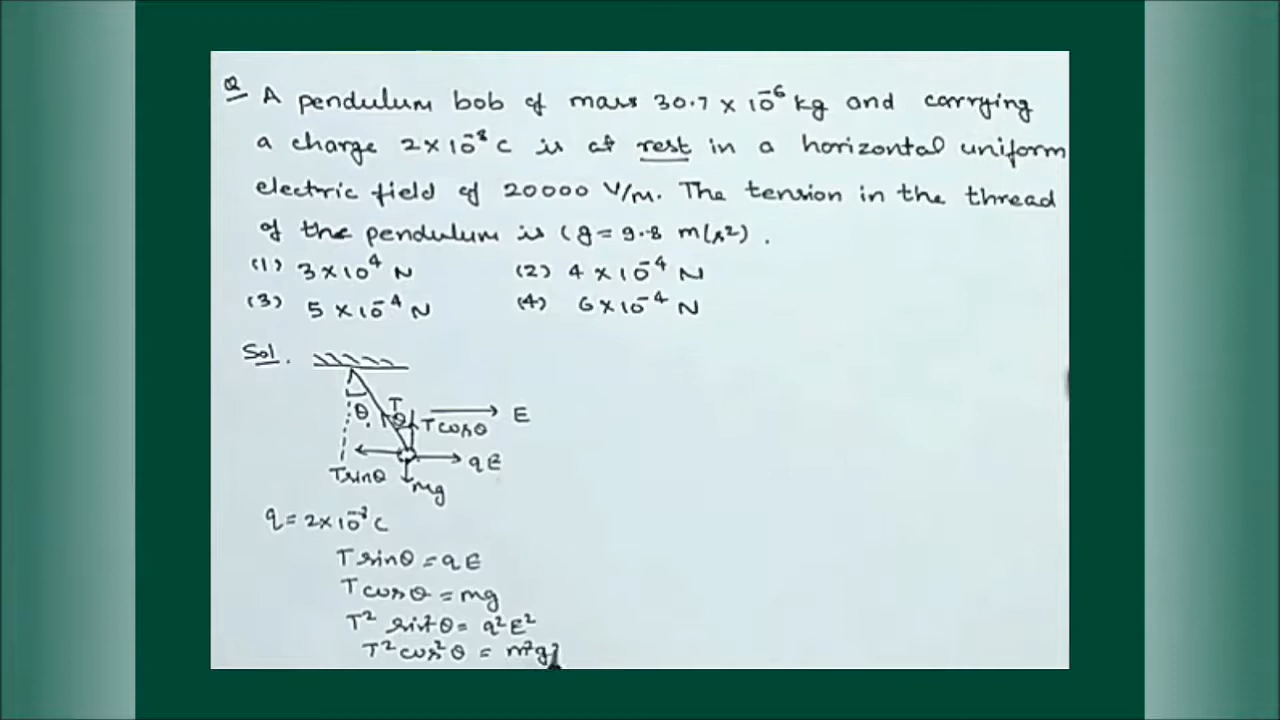 Q A pendulum bob of mass 30.7 × 10⁻⁶ kg and carrying
a charge 2×10⁻⁸ C is at rest in a horizontal uniform
electric field of 20000 V/m. The tension in the thread
of the pendulum is (g = 9.8 m/s²).
(1) 3×10⁴ N (2) 4 × 10⁻⁴ N
(3) 5 × 10⁻⁴ N (4) 6×10⁻⁴ N
Sol.
θ T θ T cosθ E
T sinθ qE
Mg
q = 2×10⁻⁸ C
T sinθ = qE
T cosθ = mg
T² sin²θ = q²E²
T² cos²θ = m²g²